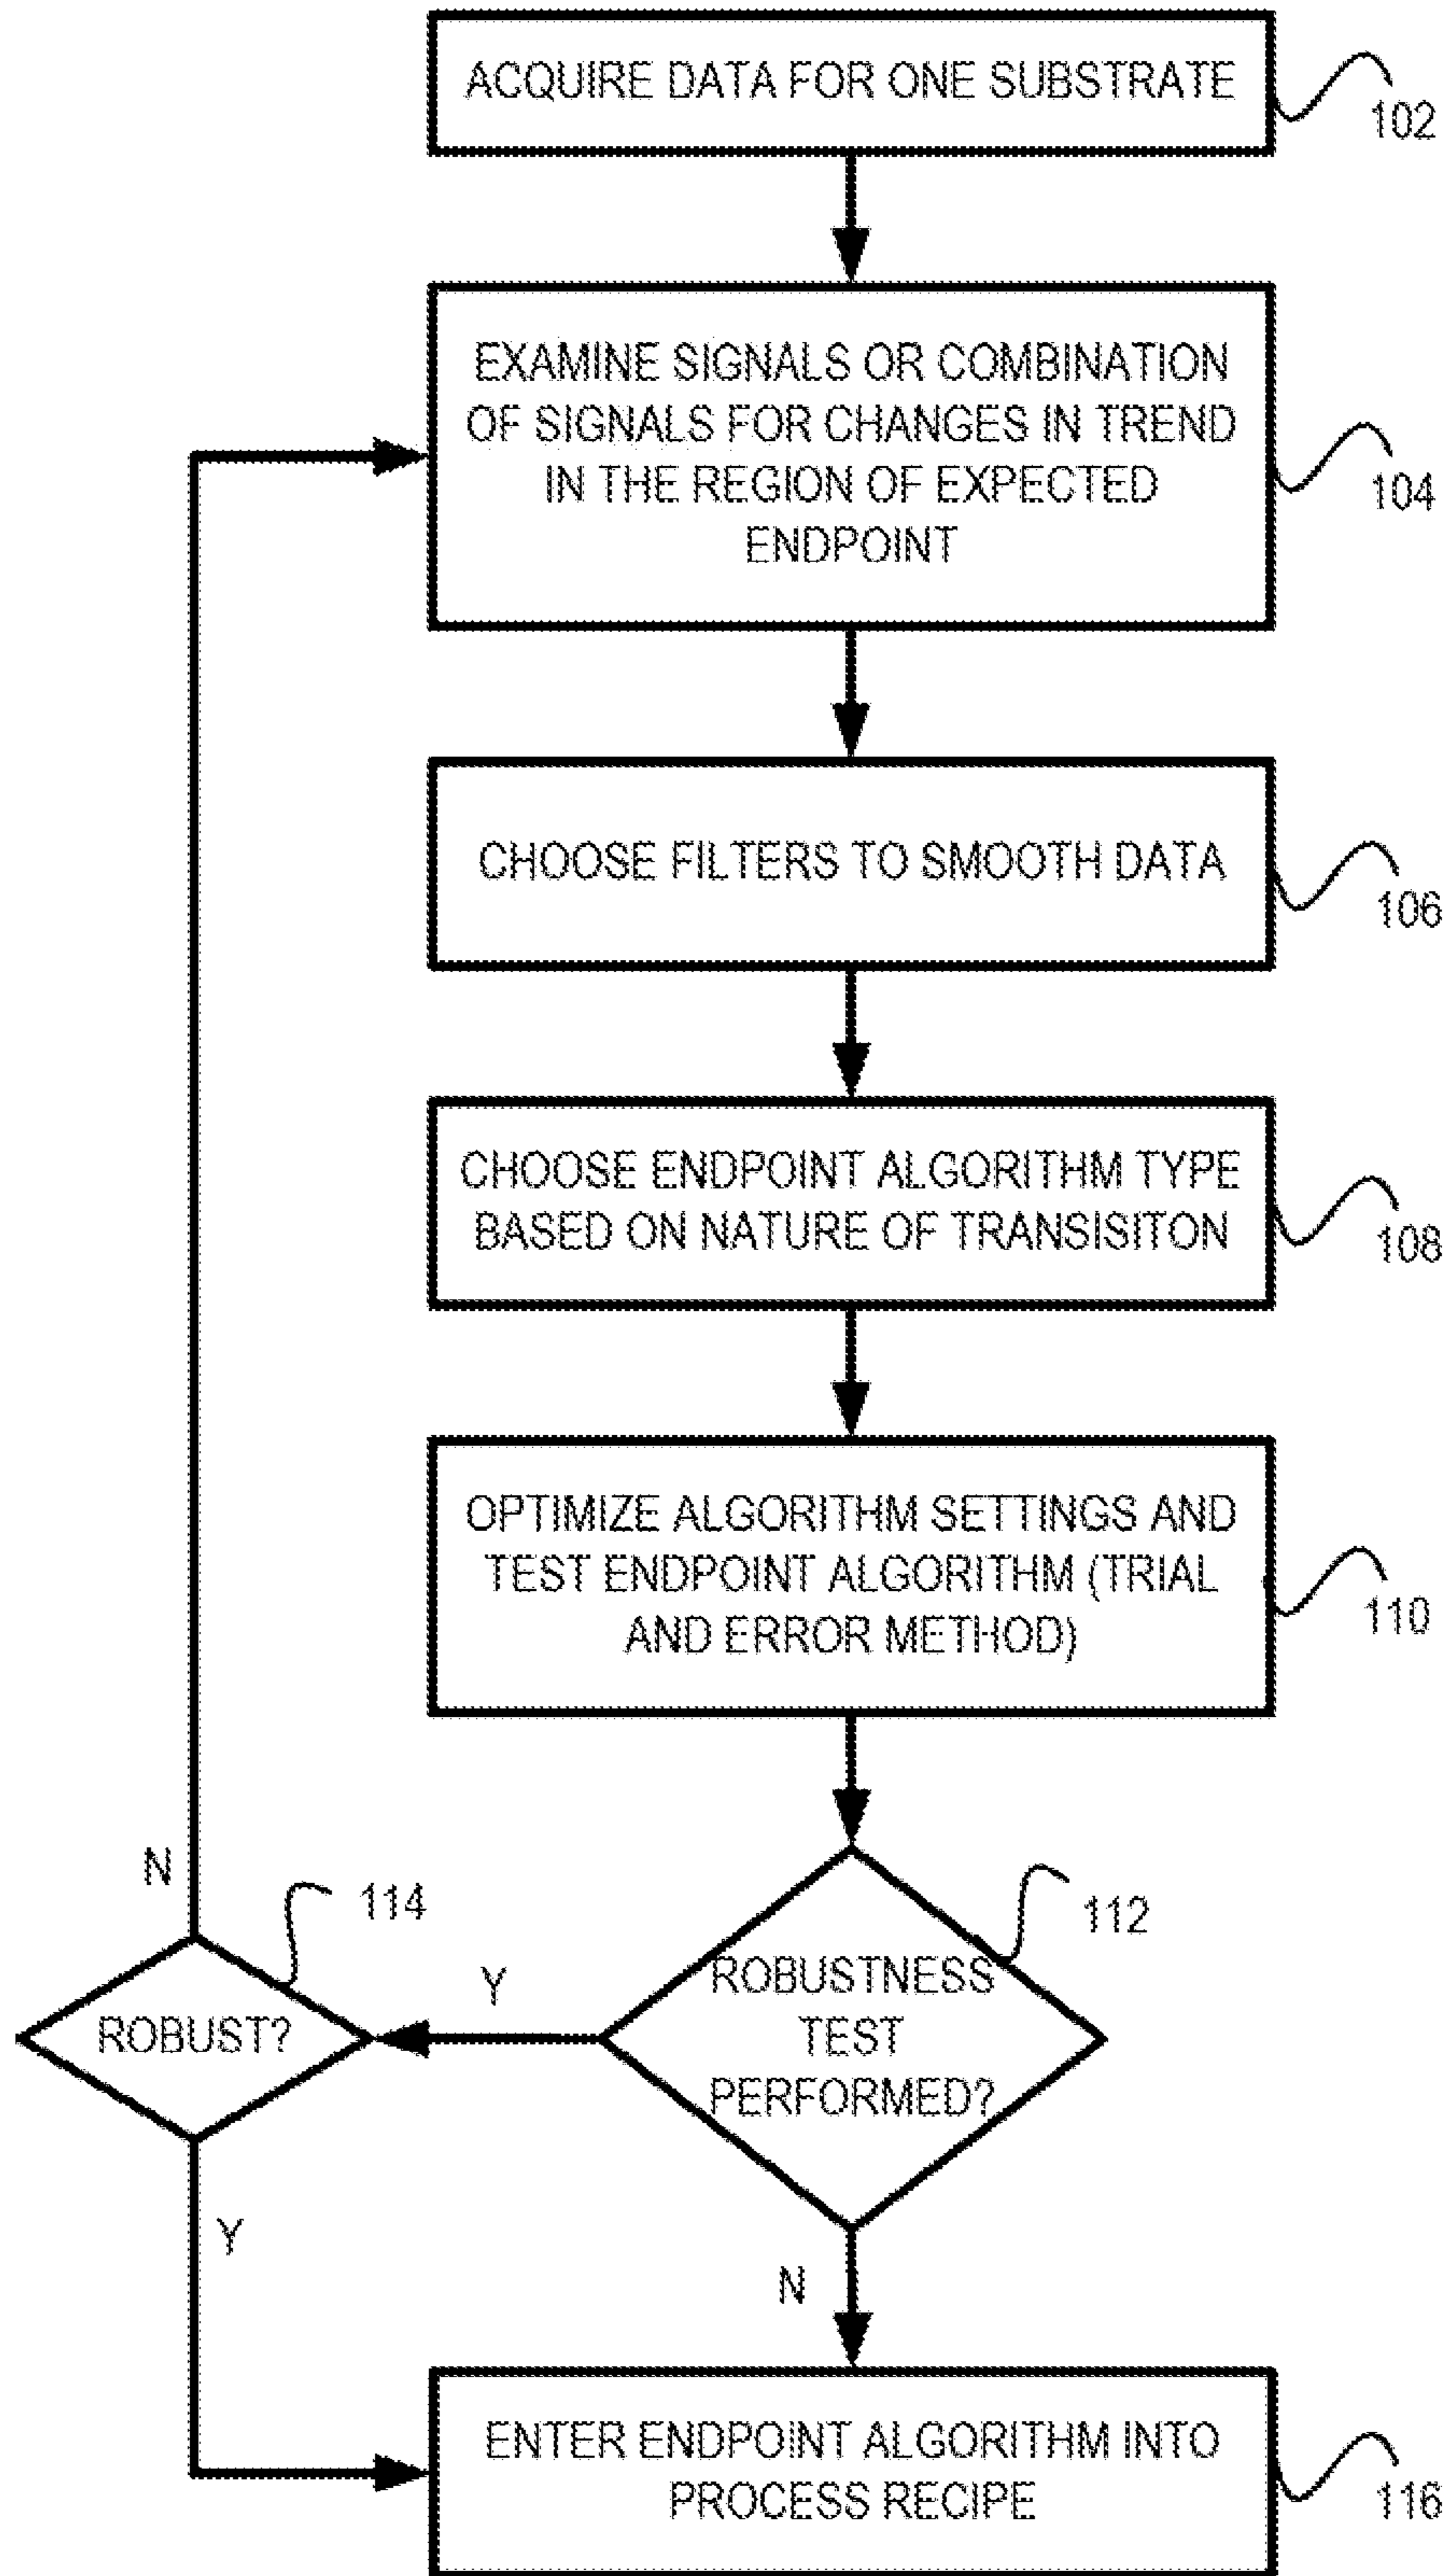 ACQUIRE DATA FOR ONE SUBSTRATE
102
EXAMINE SIGNALS OR COMBINATION
OF SIGNALS FOR CHANGES IN TREND
IN THE REGION OF EXPECTED
ENDPOINT
104
CHOOSE FILTERS TO SMOOTH DATA
106
CHOOSE ENDPOINT ALGORITHM TYPE
BASED ON NATURE OF TRANSISITON
108
OPTIMIZE ALGORITHM SETTINGS AND
TEST ENDPOINT ALGORITHM (TRIAL
AND ERROR METHOD)
110
N
114
112
ROBUSTNESS
TEST
PERFORMED?
Y
ROBUST?
Y
N
ENTER ENDPOINT ALGORITHM INTO
PROCESS RECIPE
116